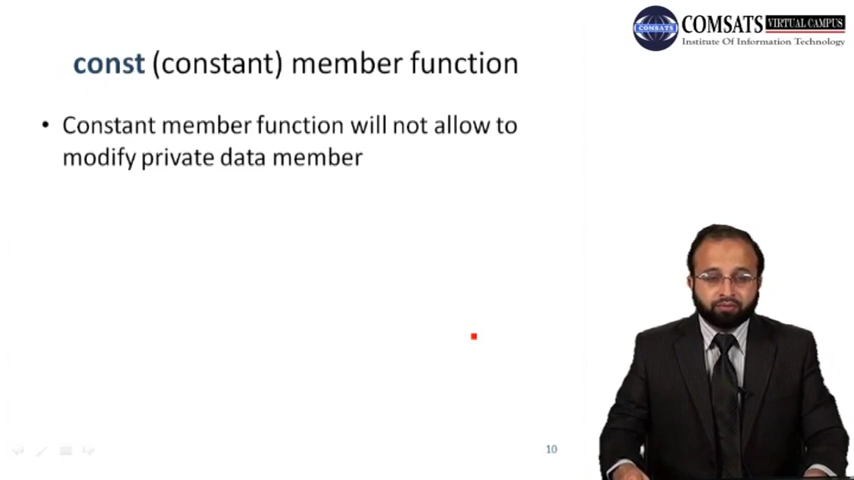 COMSATS VIRTUAL CAMPUS
COMSATS
Institute Of Information Technology
const (constant) member function
• Constant member function will not allow to
modify private data member
10